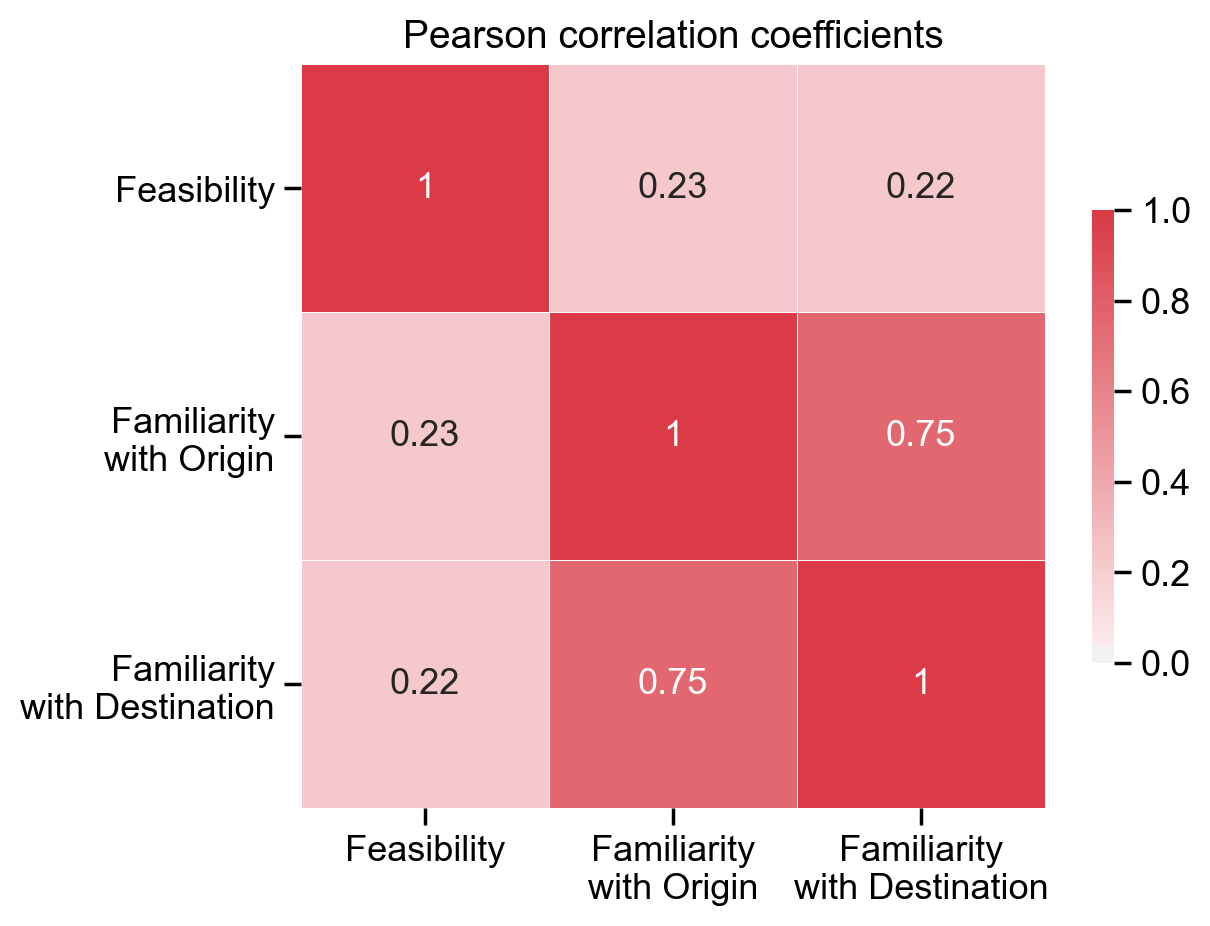 Pearson correlation coefficients
Feasibility
1
0.23
0.22
Familiarity
with Origin
0.23
1
0.75
Familiarity
with Destination
0.22
0.75
1
Feasibility
Familiarity
with Origin
Familiarity
with Destination
1.0
0.8
0.6
0.4
0.2
0.0